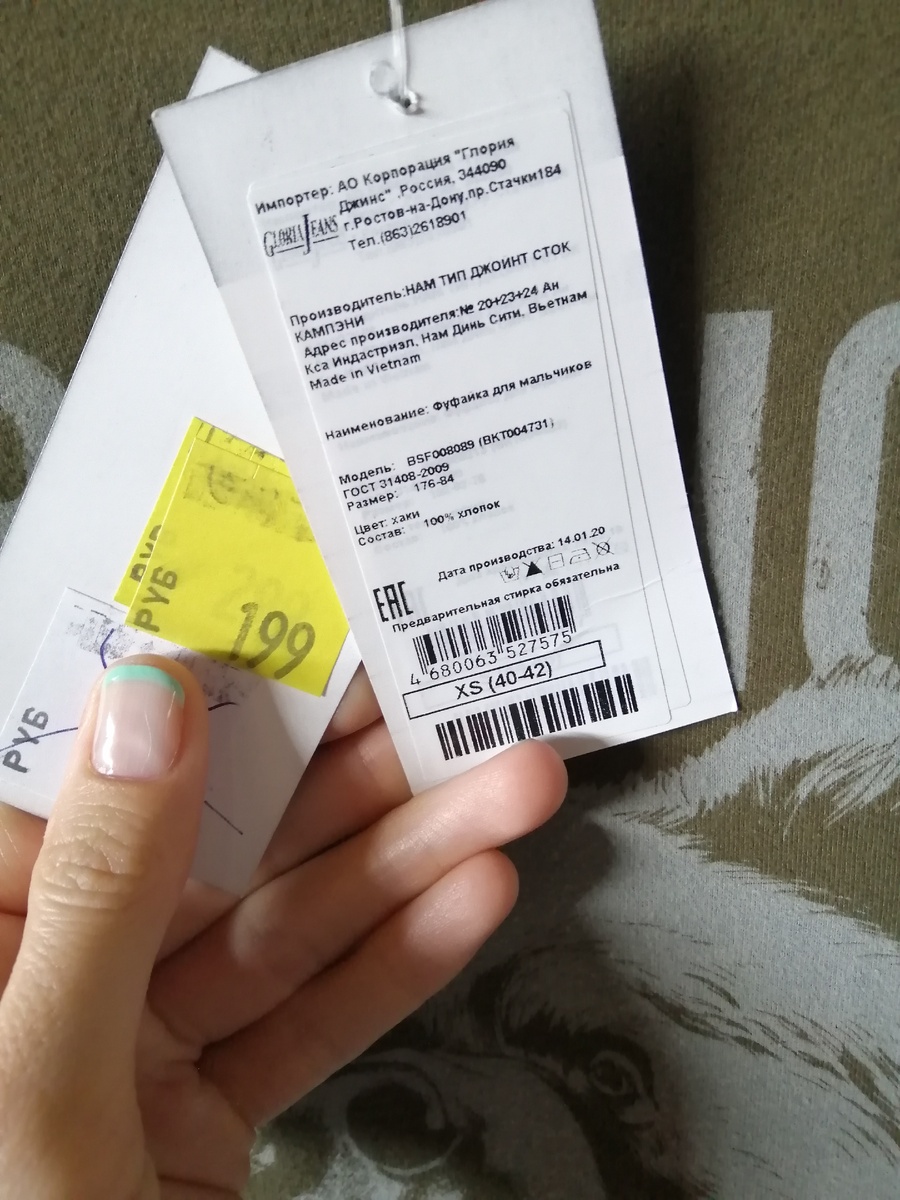 Импортер: АО Корпорация "Глория
Джинс" ,Россия, 344090
г.Ростов-на-Дону,пр.Стачки184
Тел.(863)2618901
GLORIA JEANS
Производитель:НАМ ТИП ДЖОИНТ СТОК
КАМПЭНИ
Адрес производителя:№ 20+23+24 Ан
Кса Индастриэл, Нам Динь Сити, Вьетнам
Made in Vietnam
Наименование: Фуфайка для мальчиков
Модель: BSF008089 (BKT004731)
ГОСТ 31408-2009
Размер: 176-84
Цвет: хаки
Состав: 100% хлопок
Дата производства: 14.01.20
EAC
Предварительная стирка обязательна
4 680063 527575
XS (40-42)
РУБ
РУБ
199
РУБ